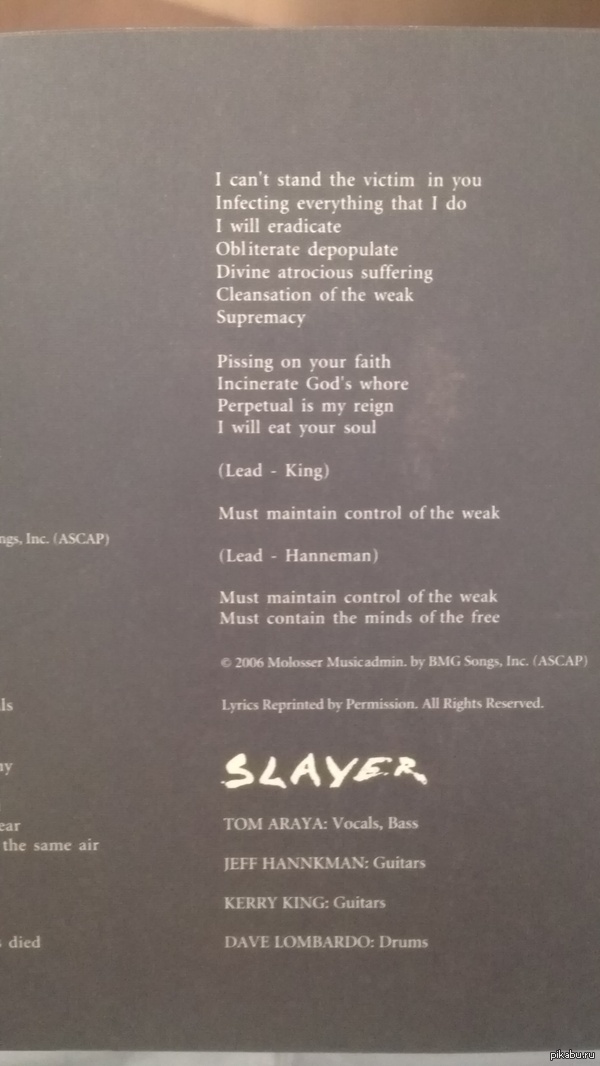 I can't stand the victim in you
Infecting everything that I do
I will eradicate
Obliterate depopulate
Divine atrocious suffering
Cleansation of the weak
Supremacy
Pissing on your faith
Incinerate God's whore
Perpetual is my reign
I will eat your soul
(Lead - King)
Must maintain control of the weak
(Lead - Hanneman)
Must maintain control of the weak
Must contain the minds of the free
© 2006 Molosser Musicadmin. by BMG Songs, Inc. (ASCAP)
Lyrics Reprinted by Permission. All Rights Reserved.
SLAYER
TOM ARAYA: Vocals, Bass
JEFF HANNKMAN: Guitars
KERRY KING: Guitars
DAVE LOMBARDO: Drums
ngs, Inc. (ASCAP)
ls
ny
ear
the same air
died
pikabu.ru